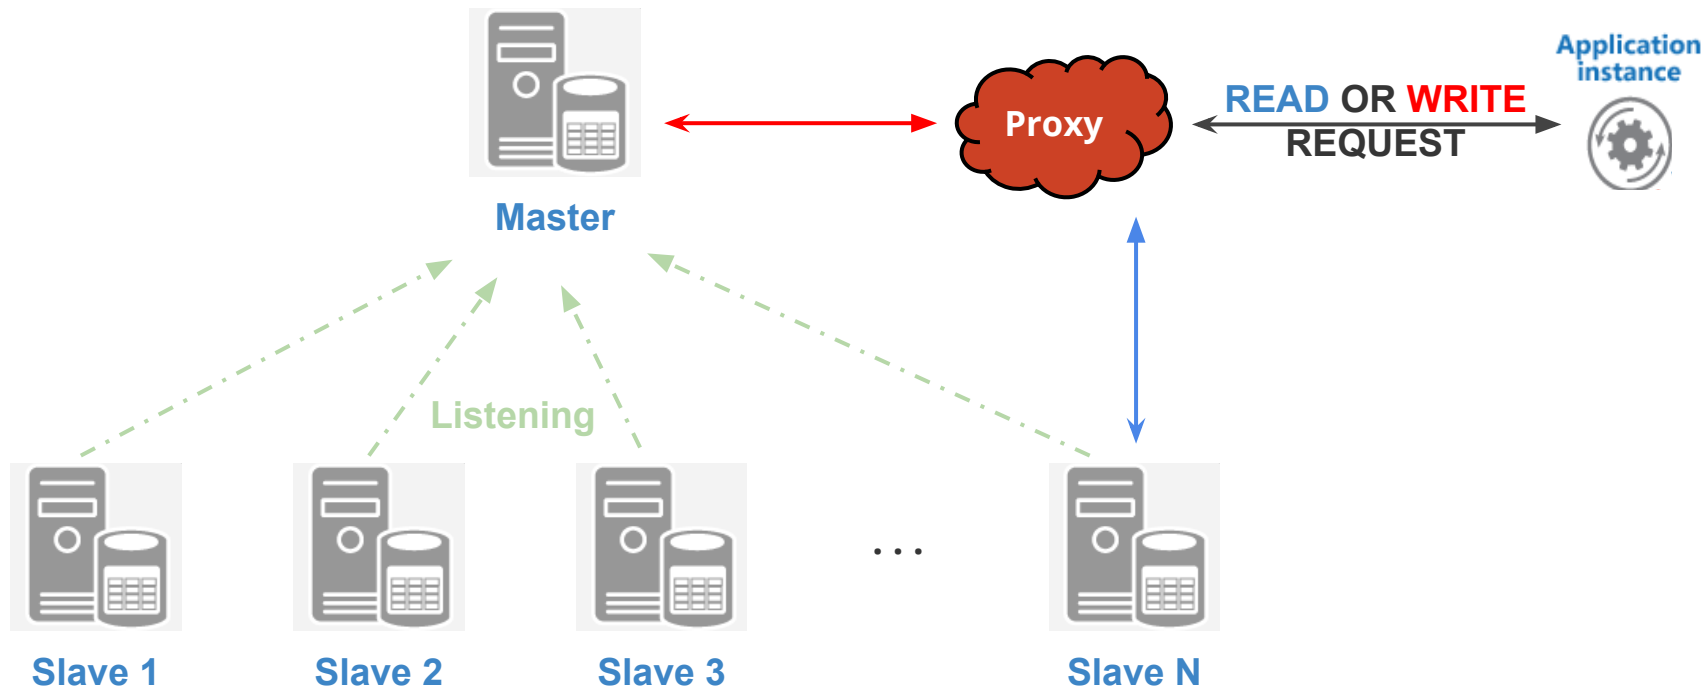 Application
instance
READ OR WRITE
REQUEST
Proxy
Master
Listening
...
Slave 1
Slave 2
Slave 3
Slave N